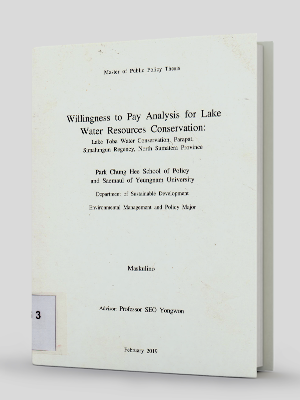 Master of Public Policy Thesis
Willingness to Pay Analysis for Lake
Water Resources Conservation:
Lake Toba Water Conservation, Parapat,
Simalungun Regency, North Sumatera Province
Park Chung Hee School of Policy
and Saemaul of Yeungnam University
Department of Sustainable Development
Environmental Management and Policy Major
Maskulino
Advisor Professor SEO Yongwon
February 2019
3